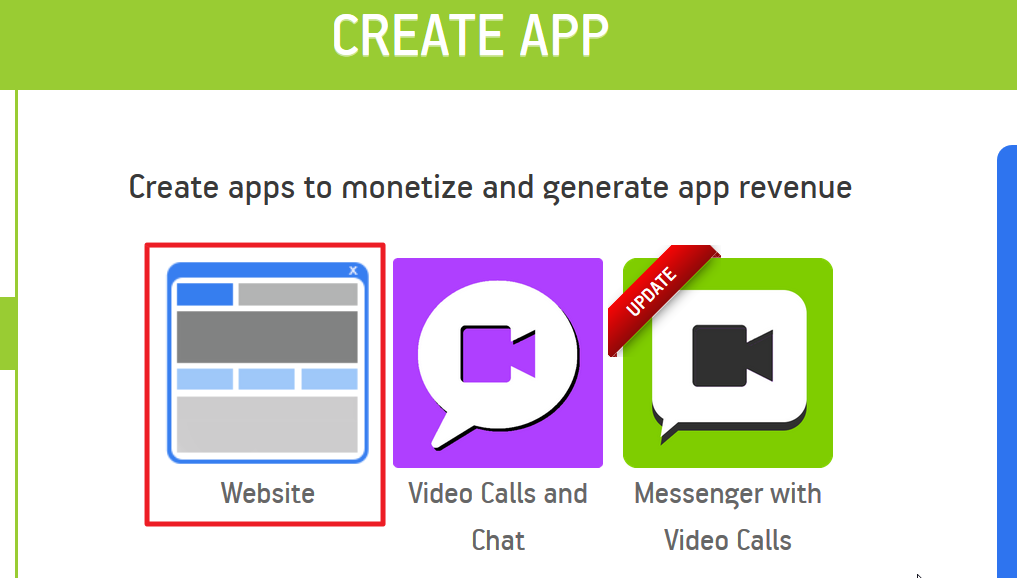 CREATE APP
Create apps to monetize and generate app revenue
X
UPDATE
Website
Video Calls and
Chat
Messenger with
Video Calls